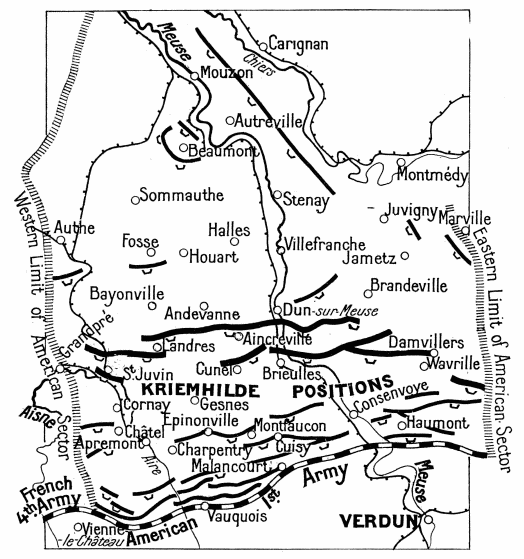 Carignan
Meuse
Chiers
Mouzon
Autréville
Beaumont
Montmédy
Sommauthe
Stenay
Juvigny
Marville
Western Limit of American Sector
Authe
Halles
Fosse
Houart
Villefranche
Jametz
Eastern Limit of American Sector
Brandeville
Bayonville
Andevanne
Dun-sur-Meuse
Grandpré
Landres
Aincreville
Damvillers
St Juvin
Cunel
Brieulles
Wavrille
KRIEMHILDE POSITIONS
Aisne
Cornay
Gesnes
Consenvoye
Châtel
Epinonville
Montfaucon
Haumont
Apremont
Aire
Charpentry
Cuisy
Malancourt
French
4th Army
1st
Army
Meuse
American
Vauquois
VERDUN
Vienne
-le-Château